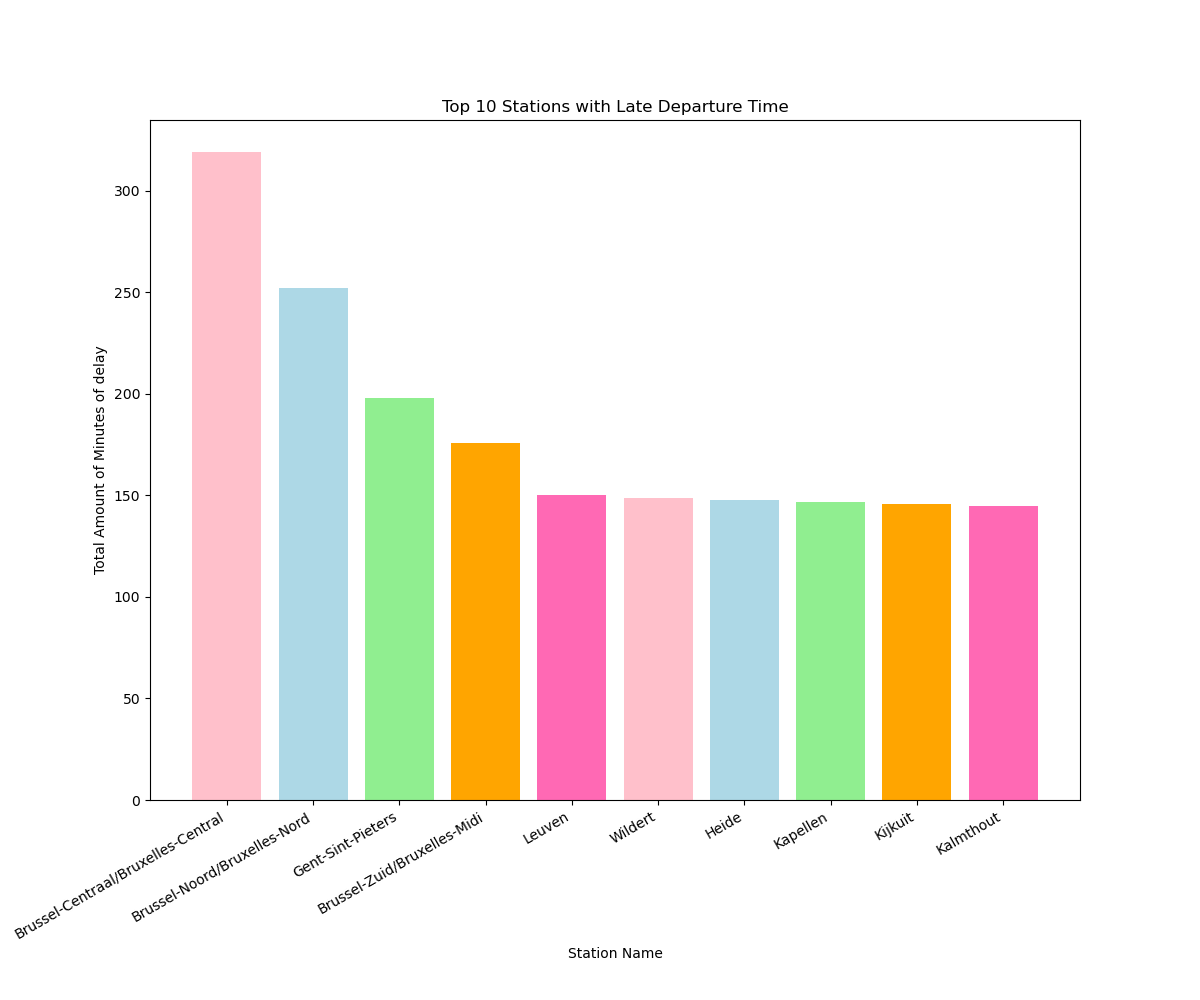 Top 10 Stations with Late Departure Time
Total Amount of Minutes of delay
300
250
200
150
100
50
0
Brussel-Centraal/Bruxelles-Central
Brussel-Noord/Bruxelles-Nord
Gent-Sint-Pieters
Brussel-Zuid/Bruxelles-Midi
Leuven
Wildert
Heide
Kapellen
Kijkuit
Kalmthout
Station Name